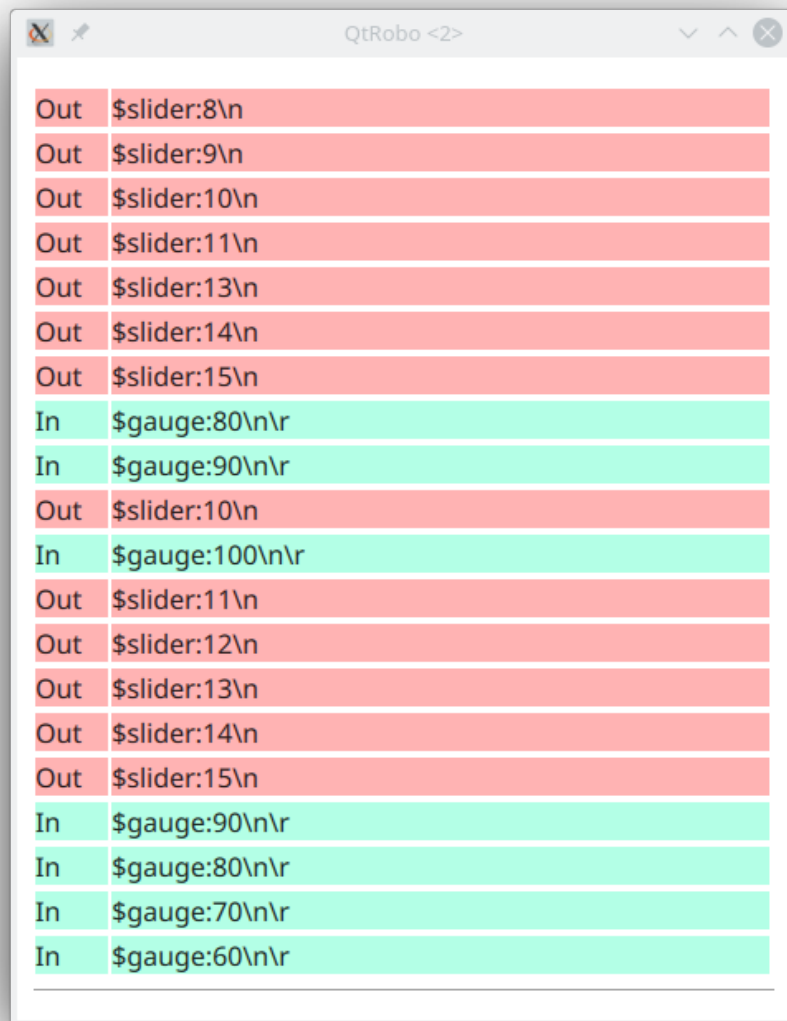 QtRobo <2>
Out $slider:8\n
Out $slider:9\n
Out $slider:10\n
Out $slider:11\n
Out $slider:13\n
Out $slider:14\n
Out $slider:15\n
In $gauge:80\n\r
In $gauge:90\n\r
Out $slider:10\n
In $gauge:100\n\r
Out $slider:11\n
Out $slider:12\n
Out $slider:13\n
Out $slider:14\n
Out $slider:15\n
In $gauge:90\n\r
In $gauge:80\n\r
In $gauge:70\n\r
In $gauge:60\n\r